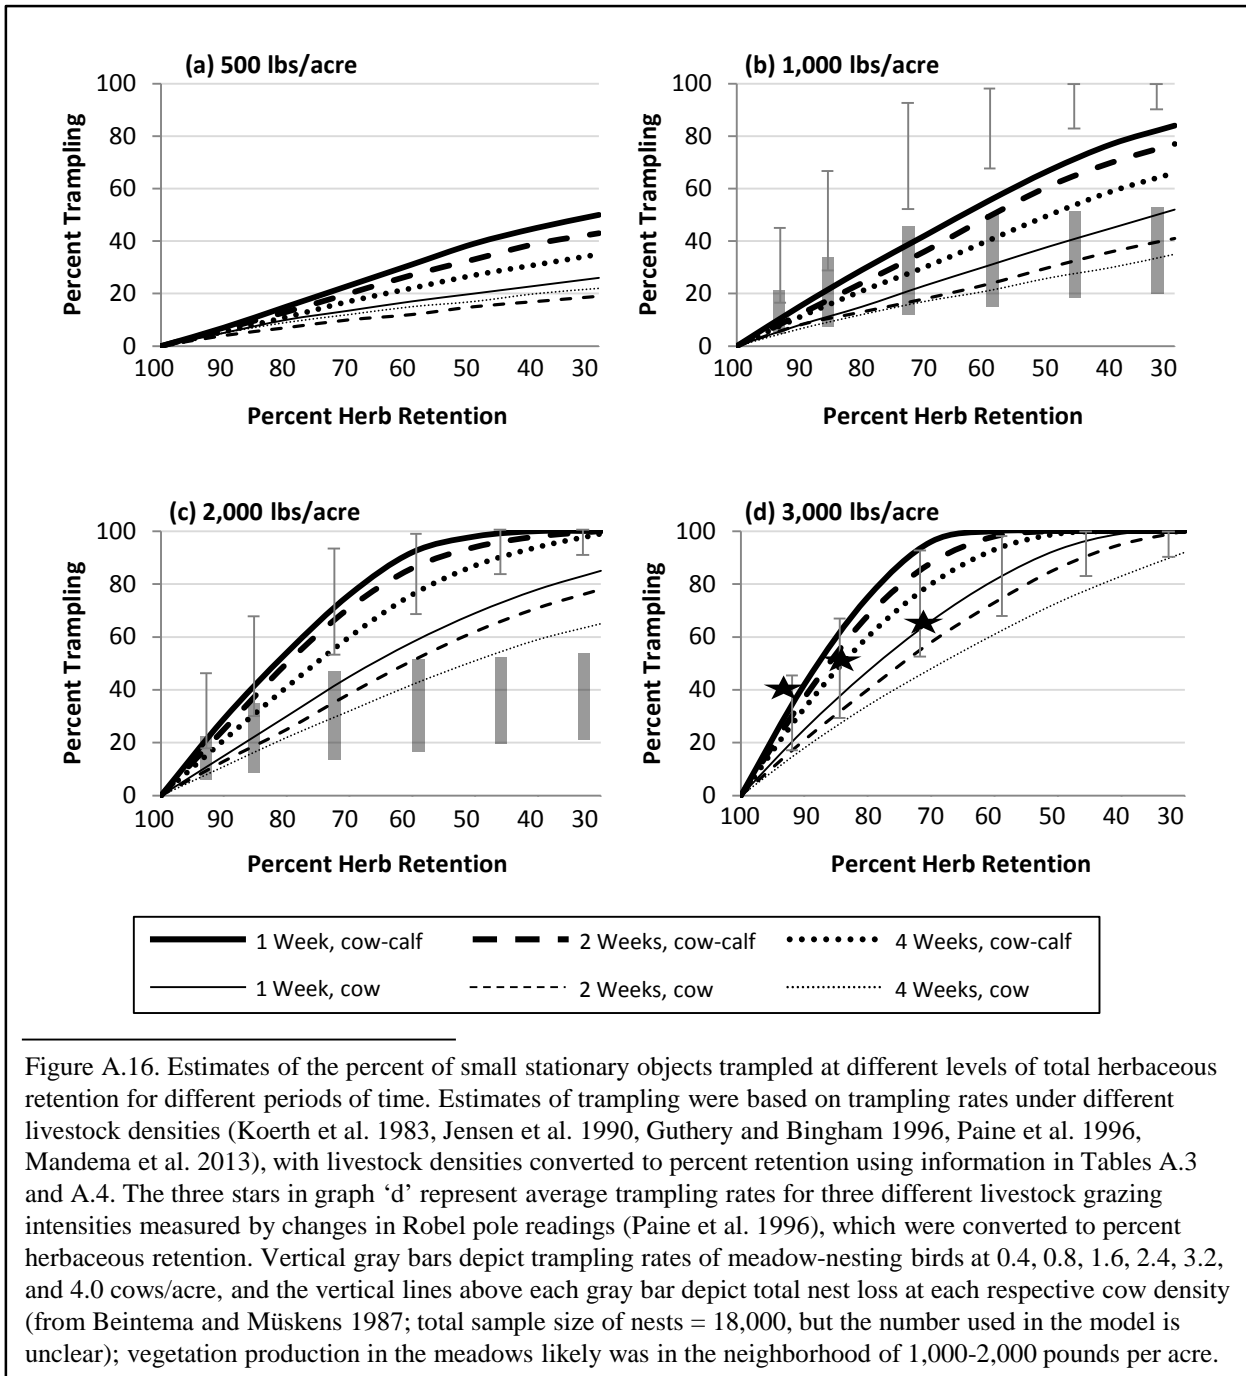 (a) 500 lbs/acre
100
80
60
40
20
0
Percent Trampling
100 90 80 70 60 50 40 30
Percent Herb Retention
(b) 1,000 lbs/acre
100
80
60
40
20
0
Percent Trampling
100 90 80 70 60 50 40 30
Percent Herb Retention
(c) 2,000 lbs/acre
100
80
60
40
20
0
Percent Trampling
100 90 80 70 60 50 40 30
Percent Herb Retention
(d) 3,000 lbs/acre
100
80
60
40
20
0
Percent Trampling
100 90 80 70 60 50 40 30
Percent Herb Retention
1 Week, cow-calf 2 Weeks, cow-calf 4 Weeks, cow-calf
1 Week, cow 2 Weeks, cow 4 Weeks, cow
Figure A.16. Estimates of the percent of small stationary objects trampled at different levels of total herbaceous
retention for different periods of time. Estimates of trampling were based on trampling rates under different
livestock densities (Koerth et al. 1983, Jensen et al. 1990, Guthery and Bingham 1996, Paine et al. 1996,
Mandema et al. 2013), with livestock densities converted to percent retention using information in Tables A.3
and A.4. The three stars in graph ‘d’ represent average trampling rates for three different livestock grazing
intensities measured by changes in Robel pole readings (Paine et al. 1996), which were converted to percent
herbaceous retention. Vertical gray bars depict trampling rates of meadow-nesting birds at 0.4, 0.8, 1.6, 2.4, 3.2,
and 4.0 cows/acre, and the vertical lines above each gray bar depict total nest loss at each respective cow density
(from Beintema and Müskens 1987; total sample size of nests = 18,000, but the number used in the model is
unclear); vegetation production in the meadows likely was in the neighborhood of 1,000-2,000 pounds per acre.